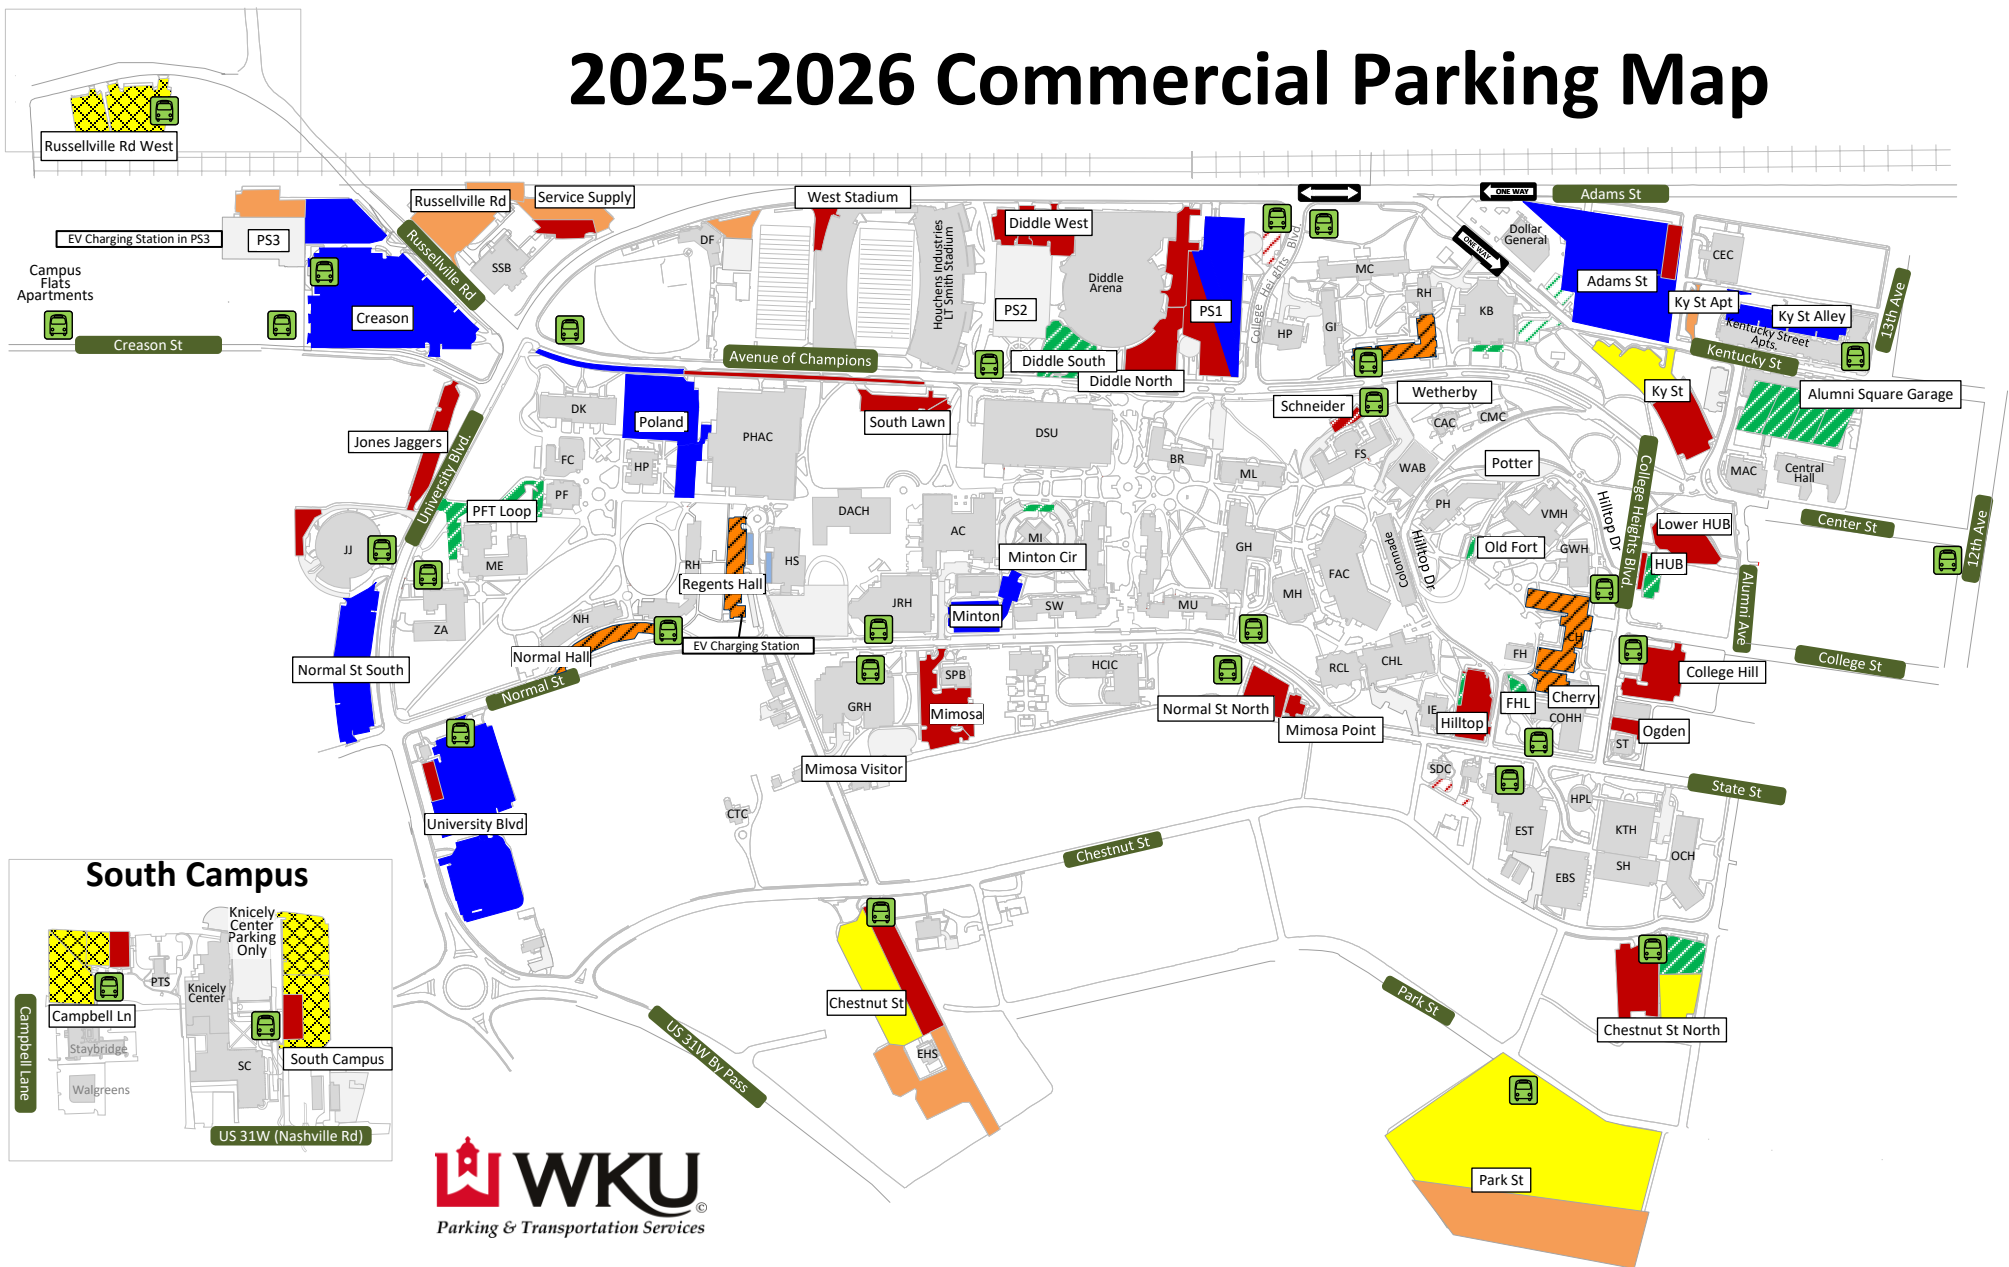 2025-2026 Commercial Parking Map
Russellville Rd West
Russellville Rd
Service Supply
West Stadium
Adams St
ONE WAY
ONE WAY
EV Charging Station in PS3
PS3
Russellville Rd
SSB
DF
Houchens Industries
LT Smith Stadium
Diddle West
Diddle
Arena
PS2
PS1
College Heights Blvd.
HP
GI
MC
RH
KB
Dollar
General
Adams St
CEC
Ky St Apt
Ky St Alley
Kentucky Street
Apts.
13th Ave
Kentucky St
Campus
Flats
Apartments
Creason
Creason St
Avenue of Champions
Diddle South
Diddle North
Wetherby
Schneider
Ky St
Alumni Square Garage
Jones Jaggers
University Blvd.
DK
Poland
PHAC
South Lawn
DSU
BR
ML
FS
CAC
CMC
WAB
Potter
MAC
Central
Hall
FC
HP
PF
PFT Loop
DACH
AC
MI
Minton Cir
GH
FAC
Colonnade
Hilltop Dr
PH
VMH
Old Fort
GWH
Hilltop Dr
College Heights Blvd
Lower HUB
HUB
Center St
12th Ave
Alumni Ave
College St
JJ
ME
RH
Regents Hall
HS
JRH
Minton
SW
MU
MH
ZA
NH
Normal Hall
EV Charging Station
Normal St
Normal St South
GRH
SPB
Mimosa
HCIC
Mimosa Visitor
Normal St North
Mimosa Point
RCL
CHL
IE
Hilltop
FH
FHL
CH
Cherry
COHH
College Hill
Ogden
ST
State St
SDC
HPL
EST
KTH
SH
EBS
OCH
University Blvd
CTC
Chestnut St
Chestnut St
EHS
US 31W By Pass
Park St
Chestnut St North
Park St
South Campus
Knicely
Center
Parking
Only
PTS
Knicely
Center
Campbell Ln
Campbell Lane
Staybridge
Walgreens
SC
South Campus
US 31W (Nashville Rd)
WKU
©
Parking & Transportation Services